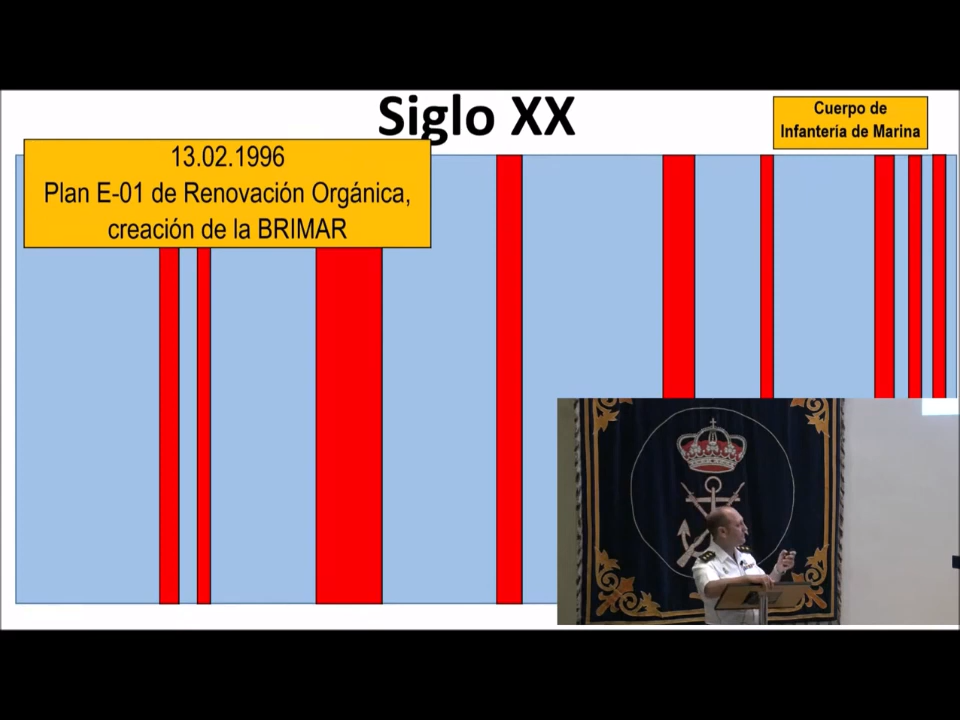 Siglo XX
Cuerpo de
Infantería de Marina
13.02.1996
Plan E-01 de Renovación Orgánica,
creación de la BRIMAR